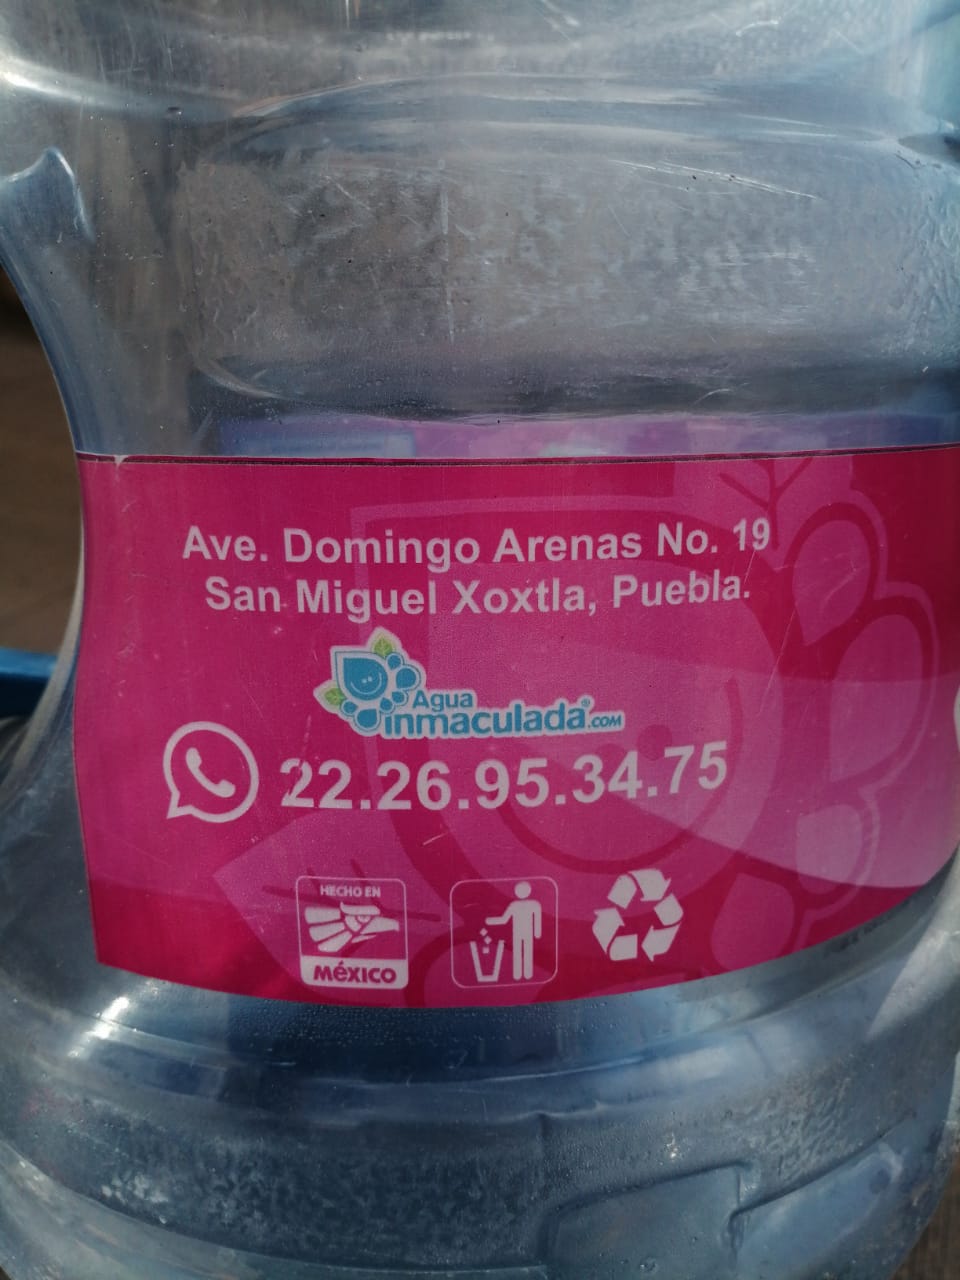 Ave. Domingo Arenas No. 19
San Miguel Xoxtla, Puebla.
Agua
inmaculada®.COM
22.26.95.34.75
HECHO EN
MéXICO